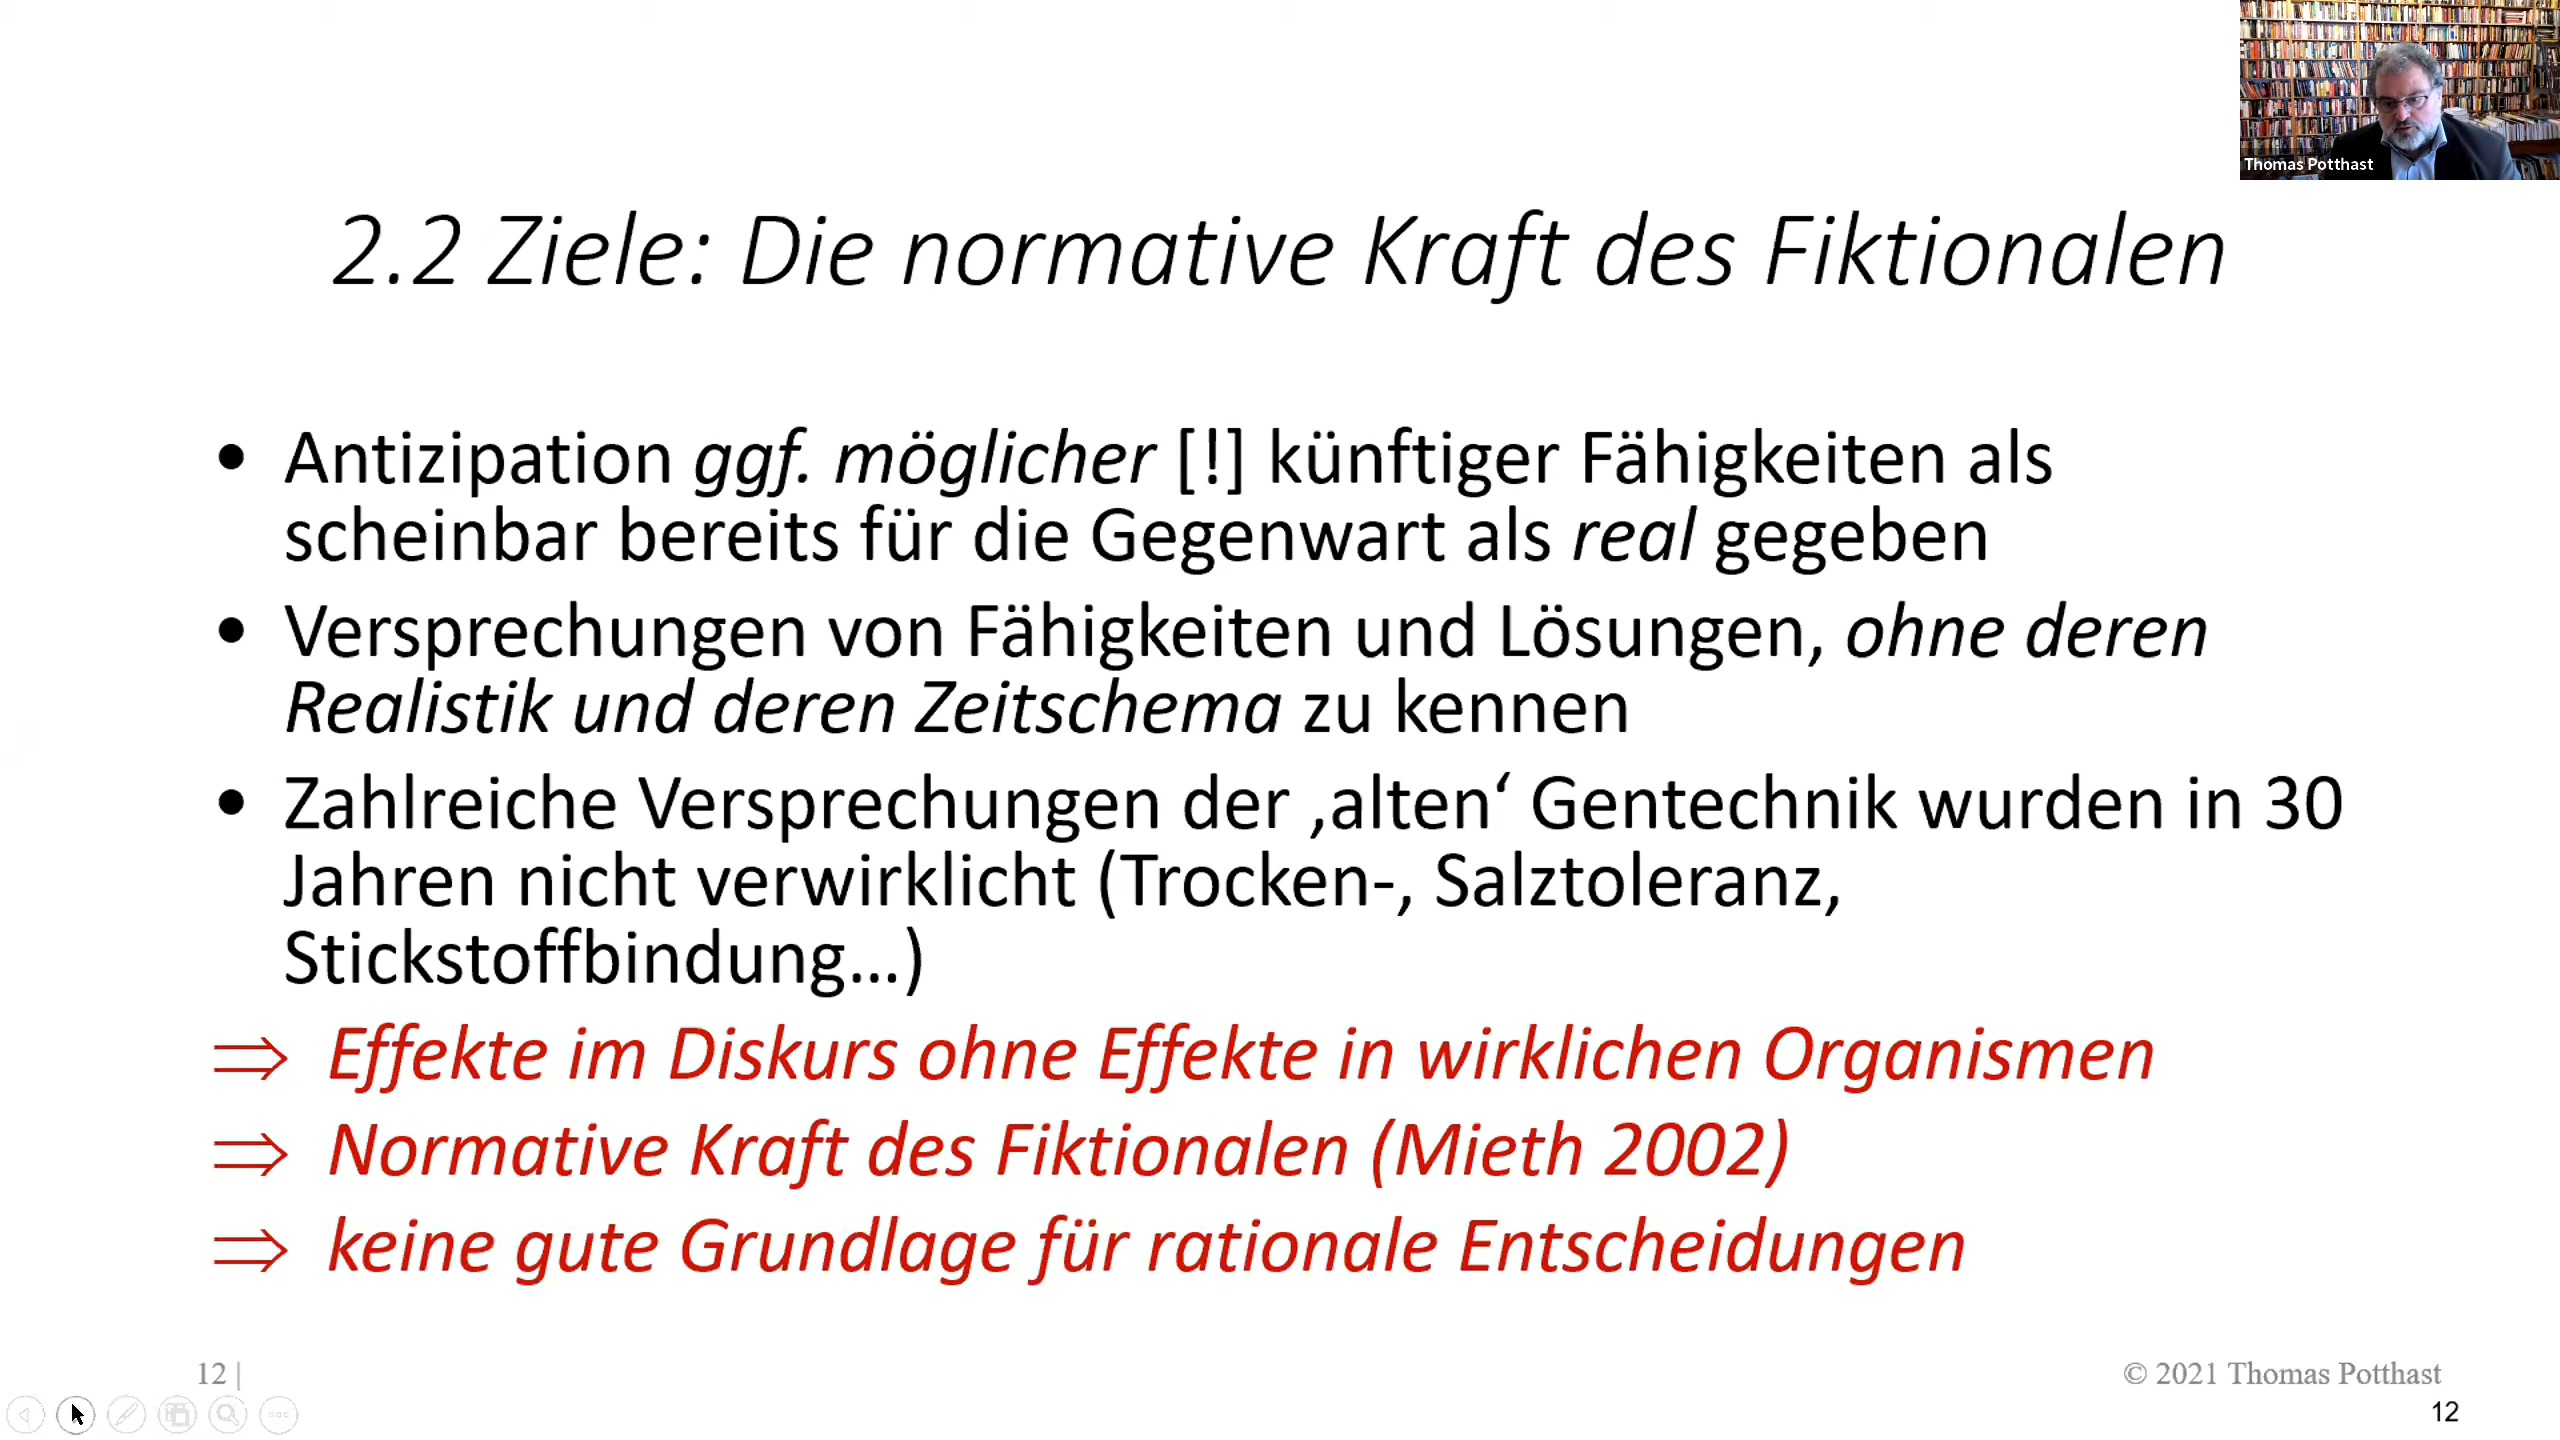 Thomas Potthast
2.2 Ziele: Die normative Kraft des Fiktionalen
• Antizipation ggf. möglicher [!] künftiger Fähigkeiten als
scheinbar bereits für die Gegenwart als real gegeben
• Versprechungen von Fähigkeiten und Lösungen, ohne deren
Realistik und deren Zeitschema zu kennen
• Zahlreiche Versprechungen der ‚alten‘ Gentechnik wurden in 30
Jahren nicht verwirklicht (Trocken-, Salztoleranz,
Stickstoffbindung…)
⇒ Effekte im Diskurs ohne Effekte in wirklichen Organismen
⇒ Normative Kraft des Fiktionalen (Mieth 2002)
⇒ keine gute Grundlage für rationale Entscheidungen
12 |
© 2021 Thomas Potthast
12